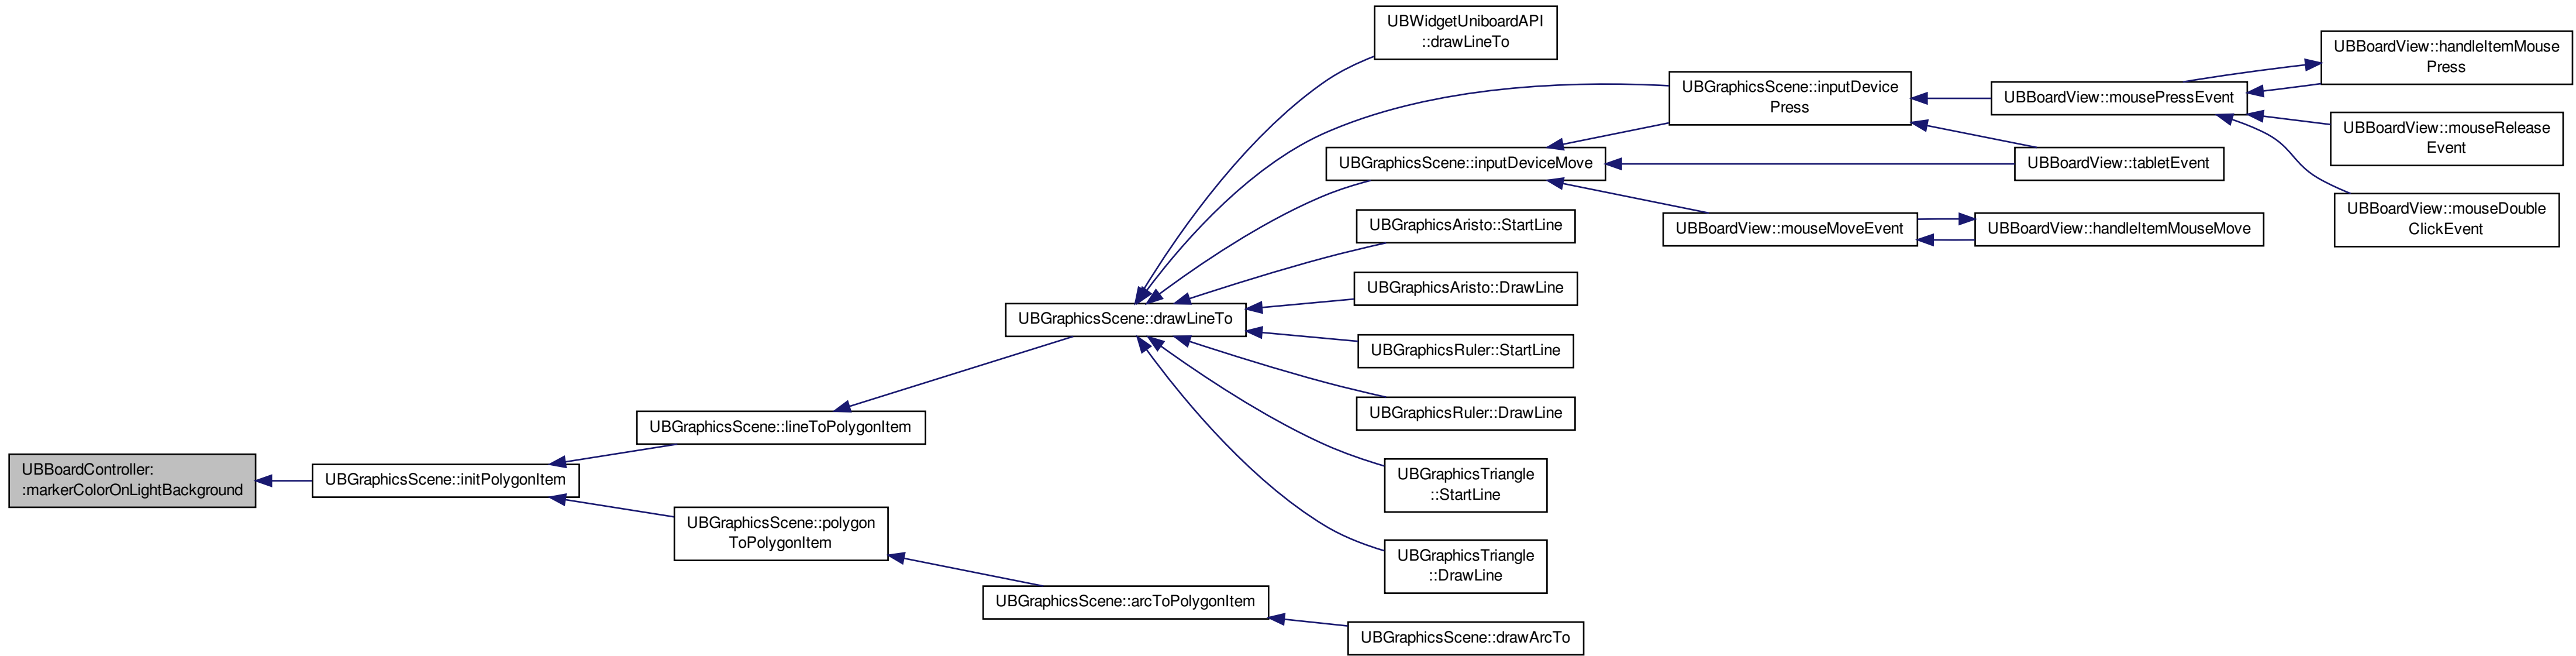 UBWidgetUniboardAPI
::drawLineTo
UBBoardView::handleItemMouse
Press
UBGraphicsScene::inputDevice
Press
UBBoardView::mousePressEvent
UBBoardView::mouseRelease
Event
UBGraphicsScene::inputDeviceMove
UBBoardView::tabletEvent
UBBoardView::mouseDouble
ClickEvent
UBGraphicsAristo::StartLine
UBBoardView::mouseMoveEvent
UBBoardView::handleItemMouseMove
UBGraphicsAristo::DrawLine
UBGraphicsScene::drawLineTo
UBGraphicsRuler::StartLine
UBGraphicsRuler::DrawLine
UBGraphicsScene::lineToPolygonItem
UBBoardController:
:markerColorOnLightBackground
UBGraphicsScene::initPolygonItem
UBGraphicsTriangle
::StartLine
UBGraphicsScene::polygon
ToPolygonItem
UBGraphicsTriangle
::DrawLine
UBGraphicsScene::arcToPolygonItem
UBGraphicsScene::drawArcTo